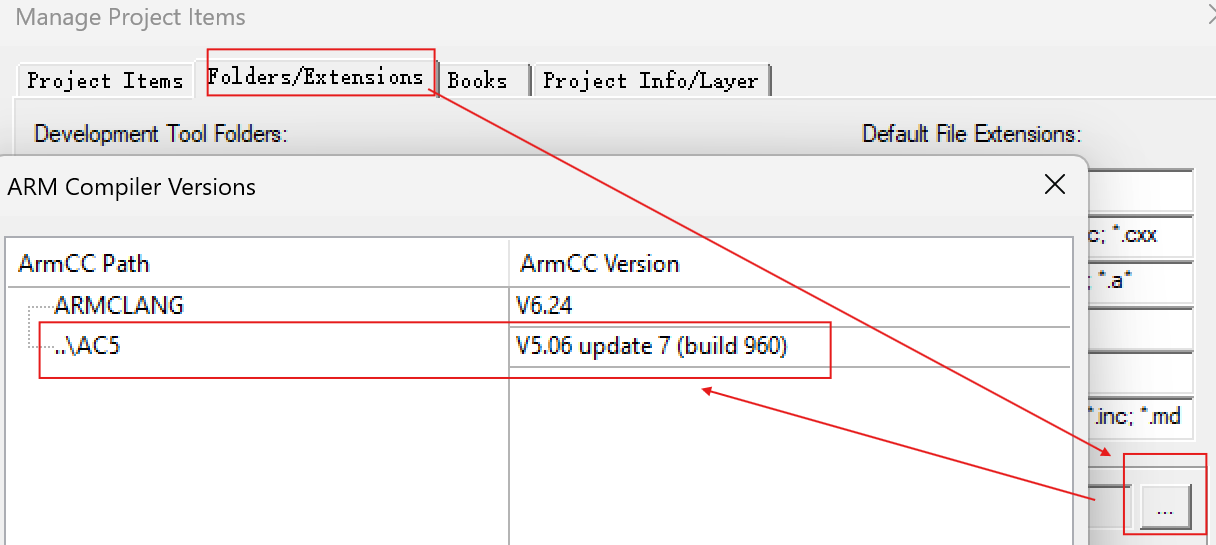 Manage Project Items
Project Items
Folders/Extensions
Books
Project Info/Layer
Development Tool Folders:
Default File Extensions:
ARM Compiler Versions
c; *.cxx
ArmCC Path
ArmCC Version
; *.a*
ARMCLANG
V6.24
..\AC5
V5.06 update 7 (build 960)
*.inc; *.md
...